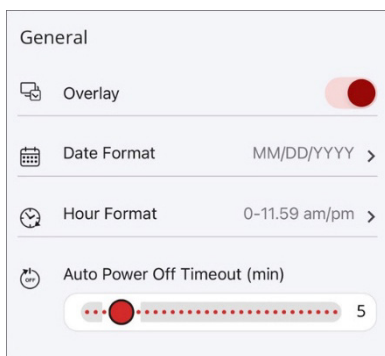 General
Overlay
Date Format MM/DD/YYYY
Hour Format 0-11.59 am/pm
OFF
Auto Power Off Timeout (min)
5